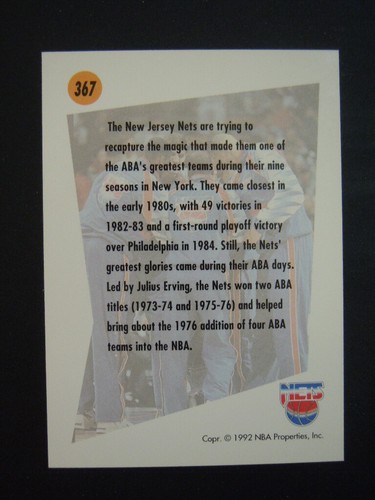 367
The New Jersey Nets are trying to
recapture the magic that made them one of
the ABA's greatest teams during their nine
seasons in New York. They came closest in
the early 1980s, with 49 victories in
1982-83 and a first-round playoff victory
over Philadelphia in 1984. Still, the Nets'
greatest glories came during their ABA days.
Led by Julius Erving, the Nets won two ABA
titles (1973-74 and 1975-76) and helped
bring about the 1976 addition of four ABA
teams into the NBA.
NETS
Copr. © 1992 NBA Properties, Inc.